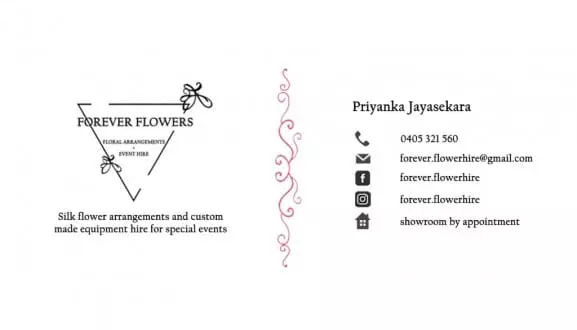 FOREVER FLOWERS
FLORAL ARRANGEMENTS
+
EVENT HIRE
Silk flower arrangements and custom
made equipment hire for special events
Priyanka Jayasekara
0405 321 560
forever.flowerhire@gmail.com
forever.flowerhire
forever.flowerhire
showroom by appointment